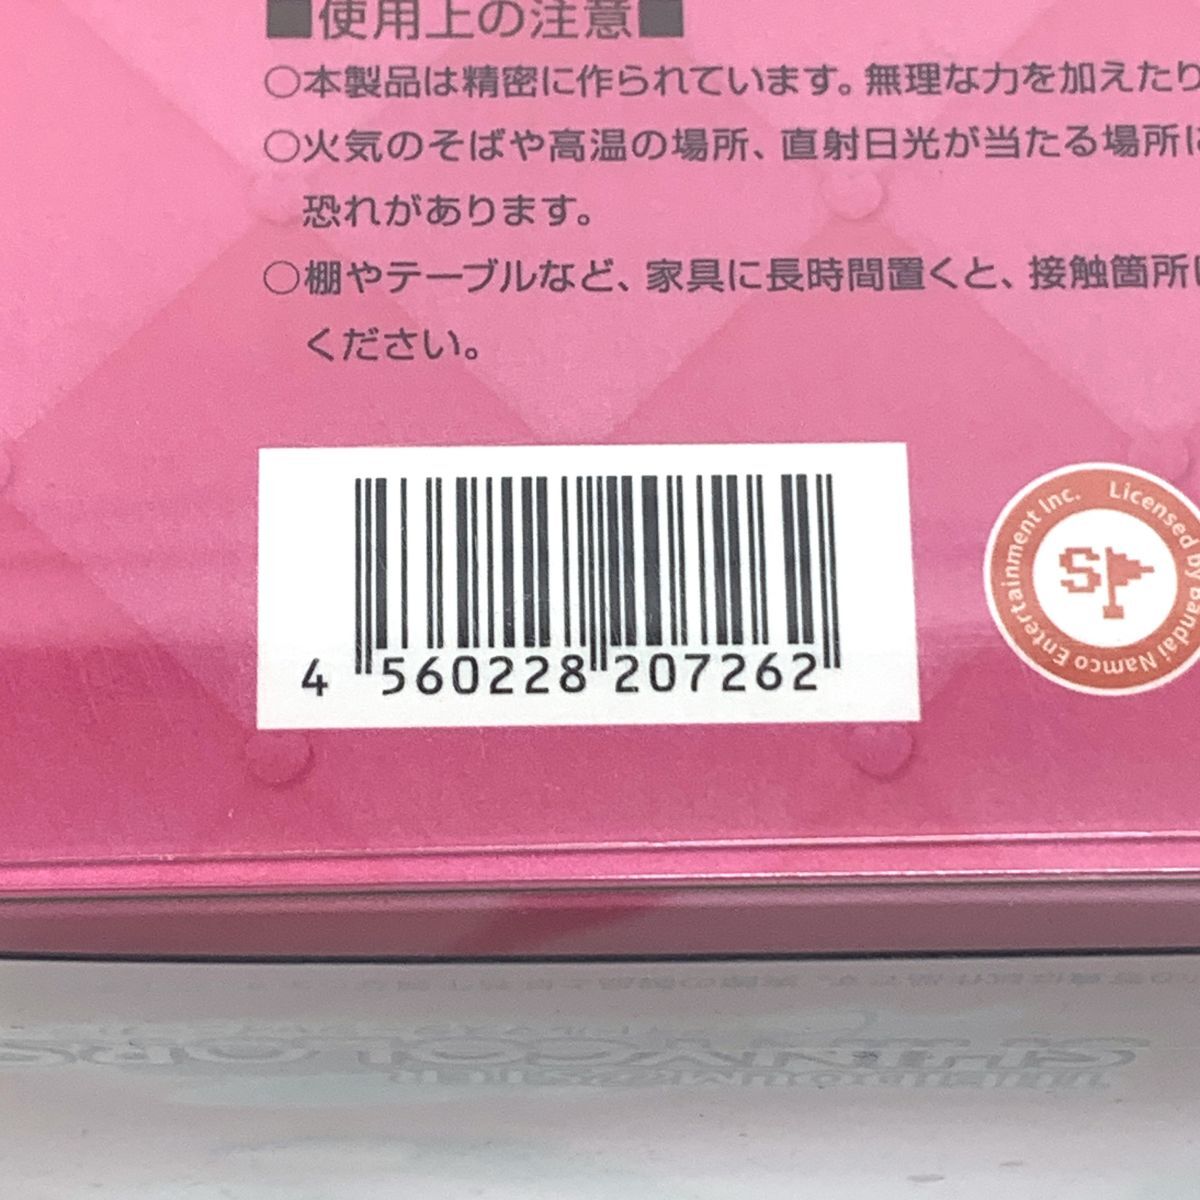 ■使用上の注意■
○本製品は精密に作られています。無理な力を加えたり
○火気のそばや高温の場所、直射日光が当たる場所に
恐れがあります。
○棚やテーブルなど、家具に長時間置くと、接触箇所に
ください。
4 560228 207262
Licensed by Bandai Namco Entertainment Inc.
SHINYCOLORS